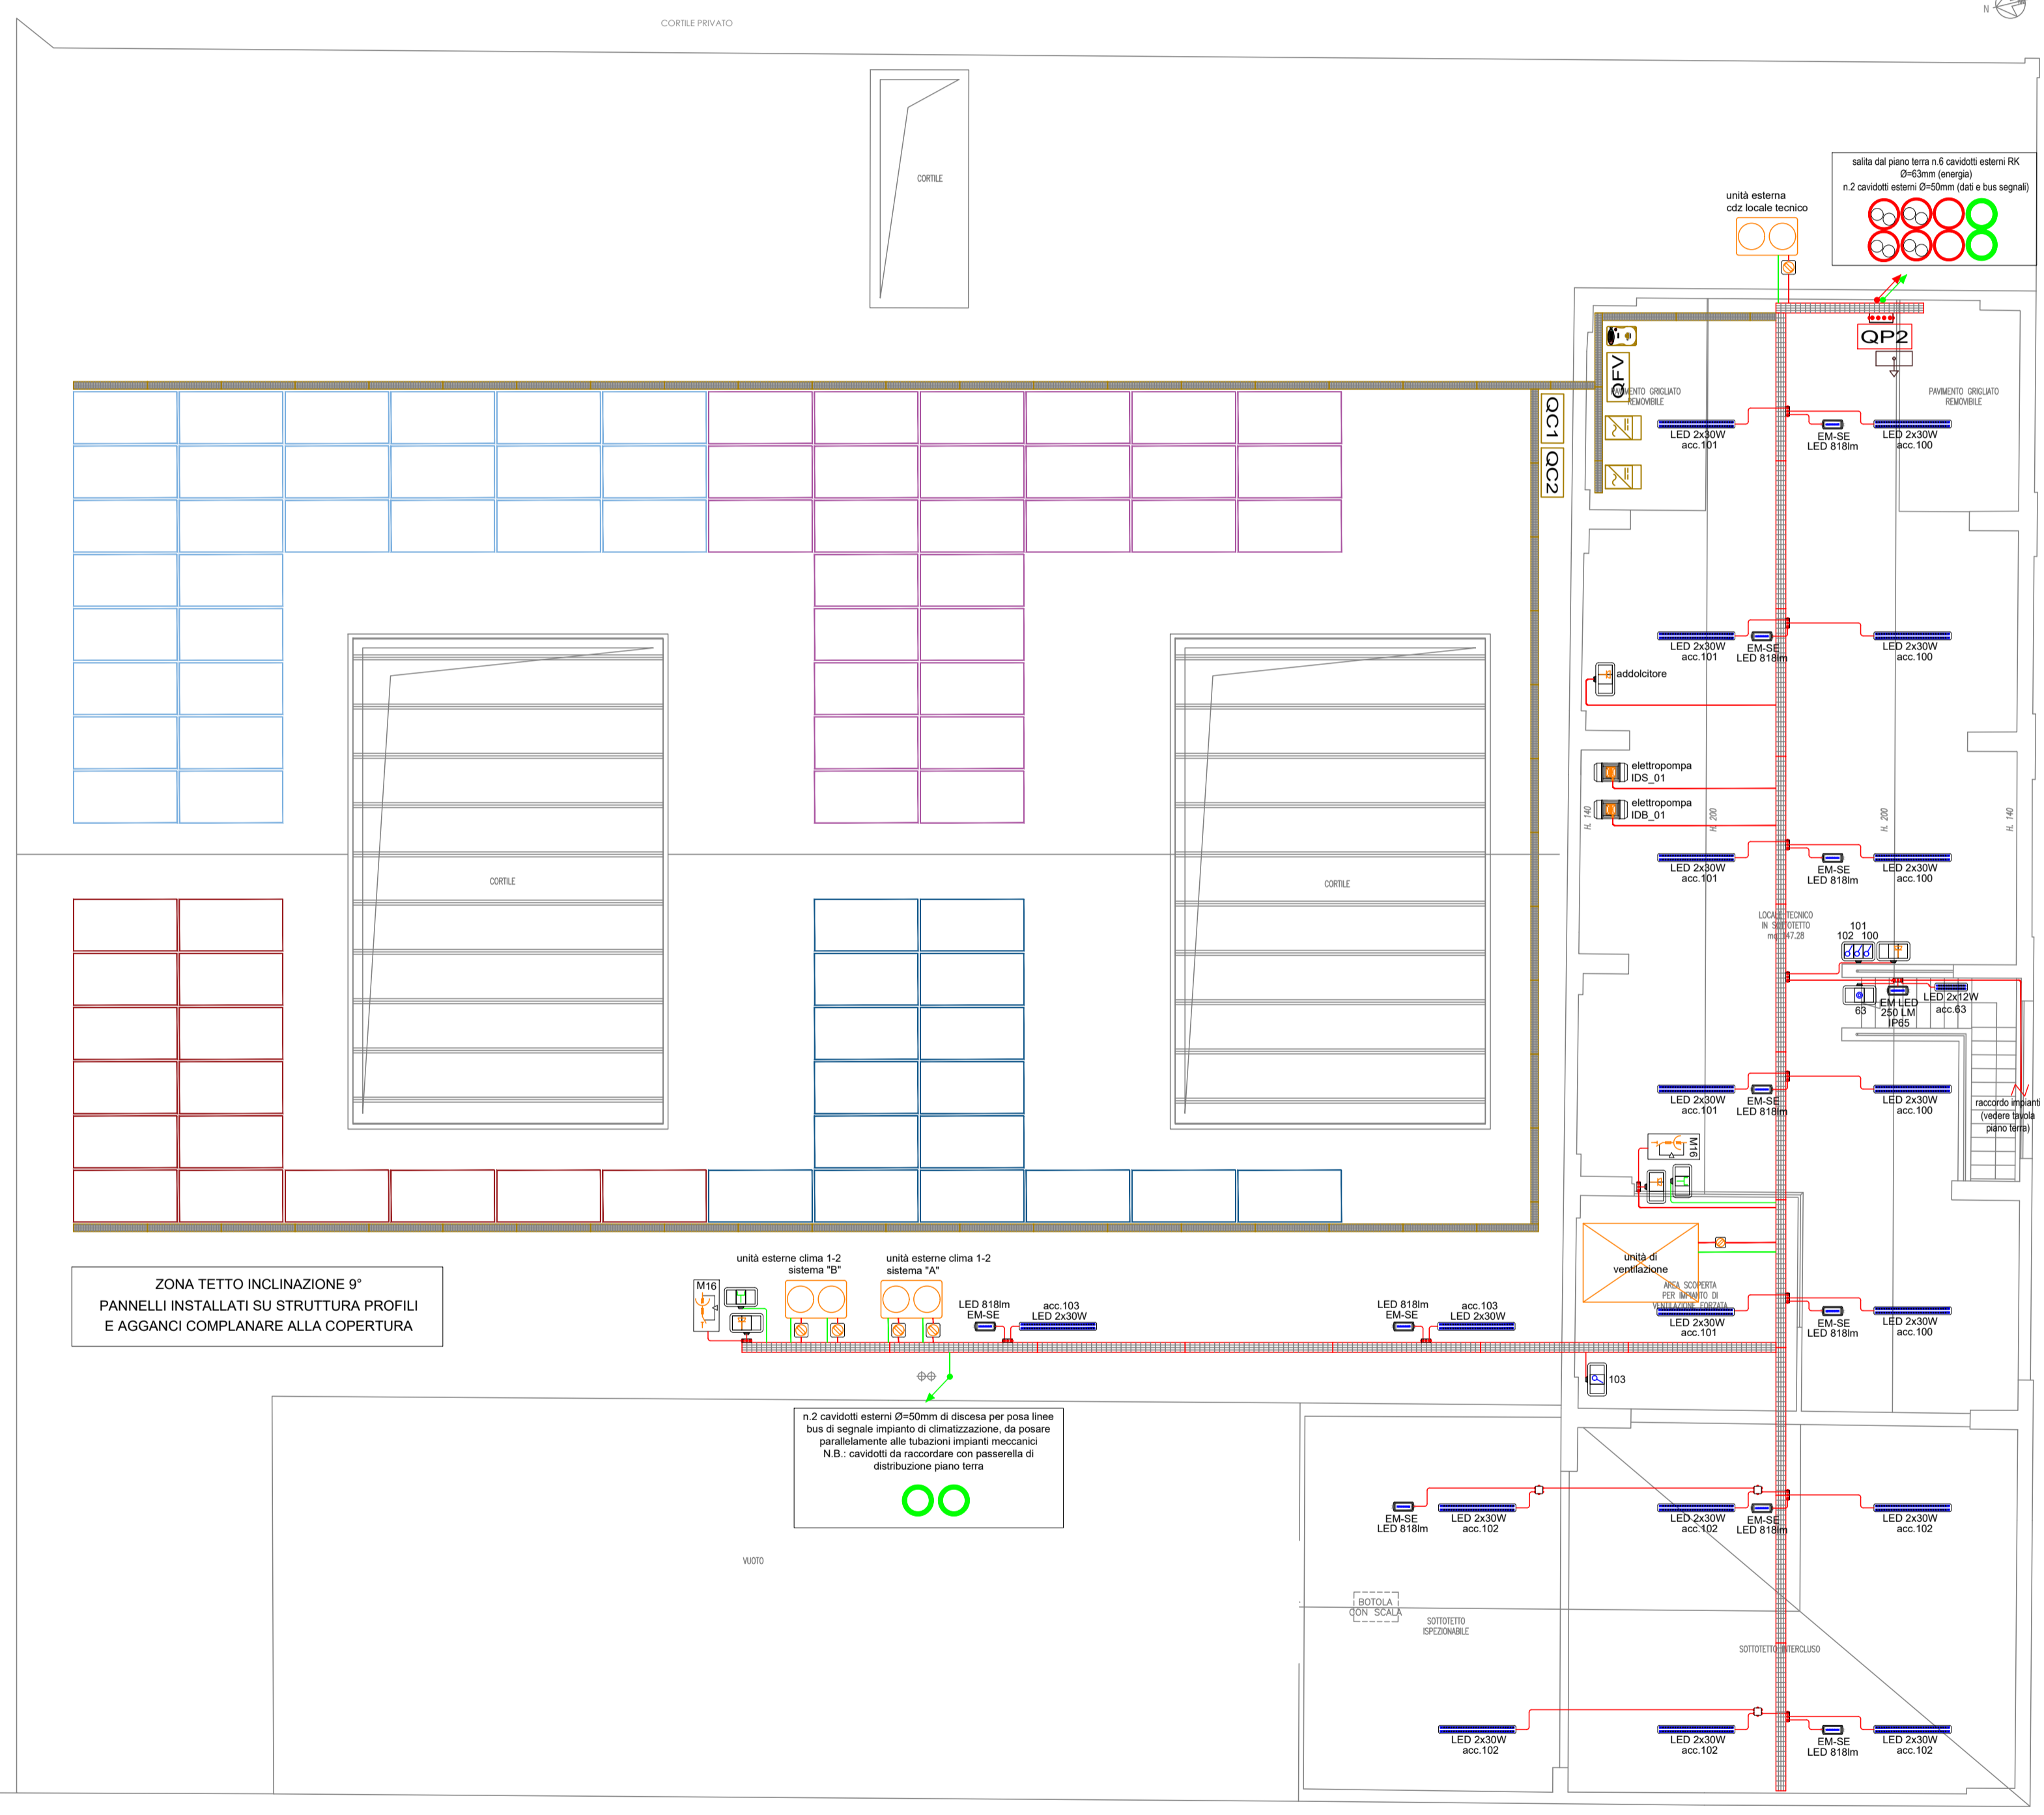 CORTILE PRIVATO
N
CORTILE
salita dal piano terra n.6 cavidotti esterni RK
Ø=63mm (energia)
n.2 cavidotti esterni Ø=50mm (dati e bus segnali)
unità esterna
cdz locale tecnico
QP2
QFV
PAVIMENTO GRIGLIATO
REMOVIBILE
PAVIMENTO GRIGLIATO
REMOVIBILE
QC1
QC2
LED 2x30W
acc.101
EM-SE
LED 818lm
LED 2x30W
acc.100
LED 2x30W
acc.101
EM-SE
LED 818lm
LED 2x30W
acc.100
addolcitore
elettropompa
IDS_01
elettropompa
IDB_01
H. 140
H. 200
H. 200
H. 140
LED 2x30W
acc.101
EM-SE
LED 818lm
LED 2x30W
acc.100
CORTILE
CORTILE
LOCALE TECNICO
IN SOTTOTETTO
mq 147.28
101
102 100
63
EM LED
250 LM
IP65
LED 2x12W
acc.63
LED 2x30W
acc.101
EM-SE
LED 818lm
LED 2x30W
acc.100
raccordo impianti
(vedere tavola
piano terra)
M16
unità di
ventilazione
AREA SCOPERTA
PER IMPIANTO DI
VENTILAZIONE FORZATA
LED 2x30W
acc.101
EM-SE
LED 818lm
LED 2x30W
acc.100
ZONA TETTO INCLINAZIONE 9°
PANNELLI INSTALLATI SU STRUTTURA PROFILI
E AGGANCI COMPLANARE ALLA COPERTURA
M16
unità esterne clima 1-2
sistema "B"
unità esterne clima 1-2
sistema "A"
LED 818lm
EM-SE
acc.103
LED 2x30W
LED 818lm
EM-SE
acc.103
LED 2x30W
103
n.2 cavidotti esterni Ø=50mm di discesa per posa linee
bus di segnale impianto di climatizzazione, da posare
parallelamente alle tubazioni impianti meccanici
N.B.: cavidotti da raccordare con passerella di
distribuzione piano terra
EM-SE
LED 818lm
LED 2x30W
acc.102
LED 2x30W
acc.102
EM-SE
LED 818lm
LED 2x30W
acc.102
VUOTO
BOTOLA
CON SCALA
SOTTOTETTO
ISPEZIONABILE
SOTTOTETTO INTERCLUSO
LED 2x30W
acc.102
LED 2x30W
acc.102
EM-SE
LED 818lm
LED 2x30W
acc.102